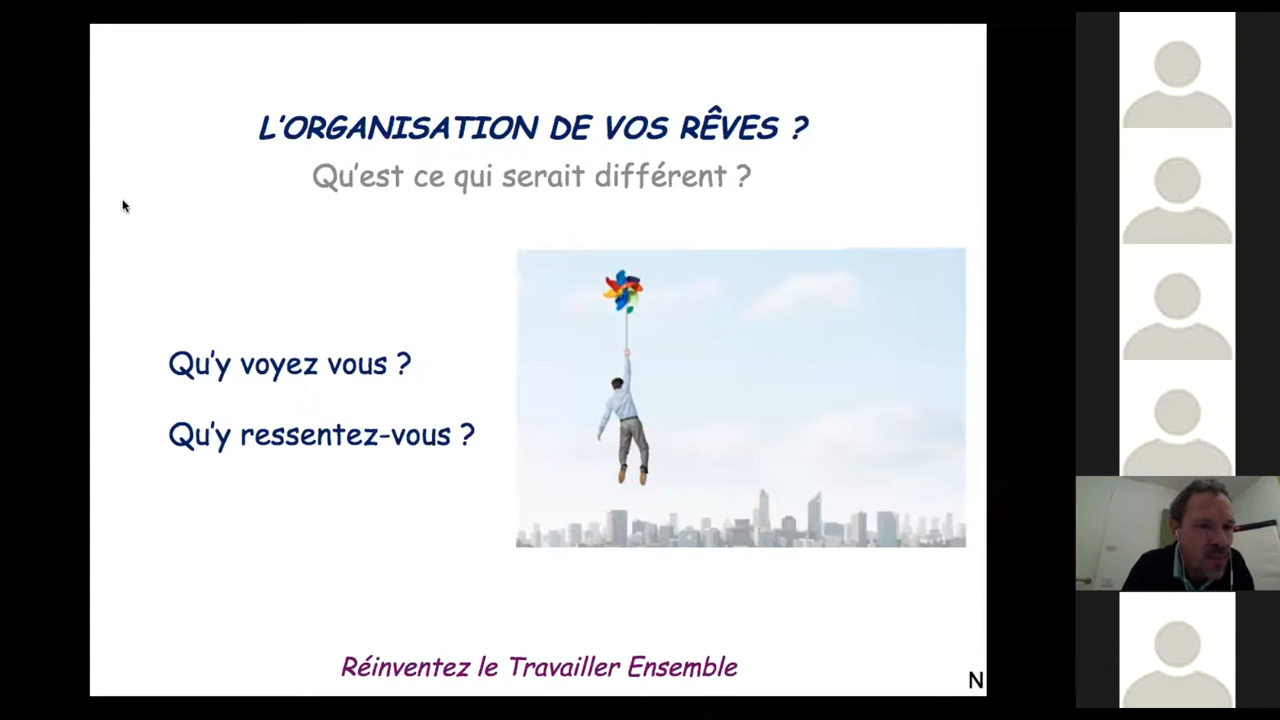 L'ORGANISATION DE VOS RÊVES ?
Qu'est ce qui serait différent ?
Qu'y voyez vous ?
Qu'y ressentez-vous ?
Réinventez le Travailler Ensemble
N